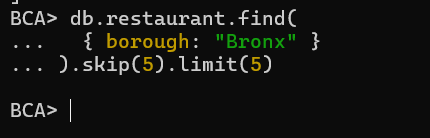 BCA> db.restaurant.find(
...   { borough: "Bronx" }
... ).skip(5).limit(5)
BCA>